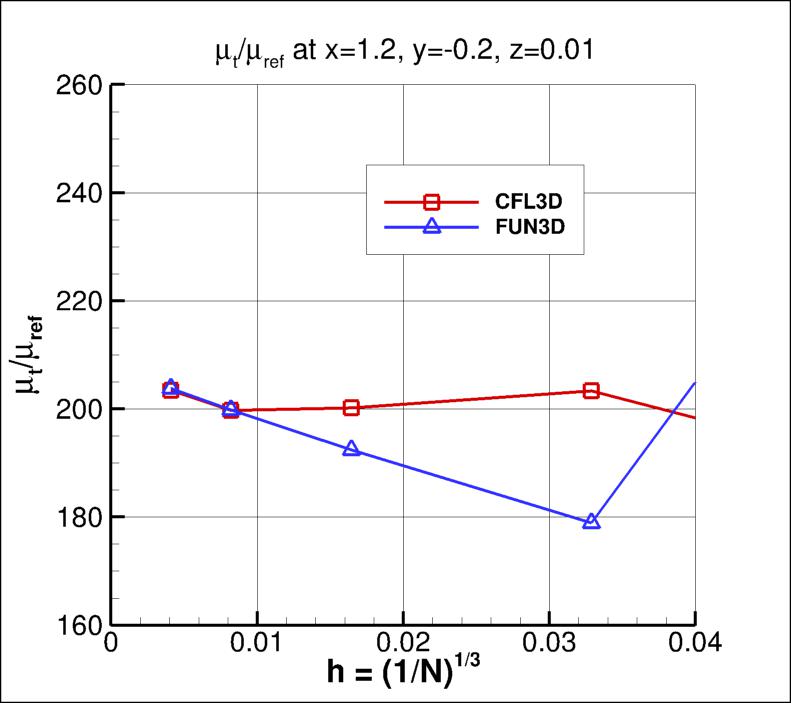 μt/μref at x=1.2, y=-0.2, z=0.01
260
240
220
200
180
160
μt/μref
CFL3D
FUN3D
0 0.01 0.02 0.03 0.04
h = (1/N)^1/3